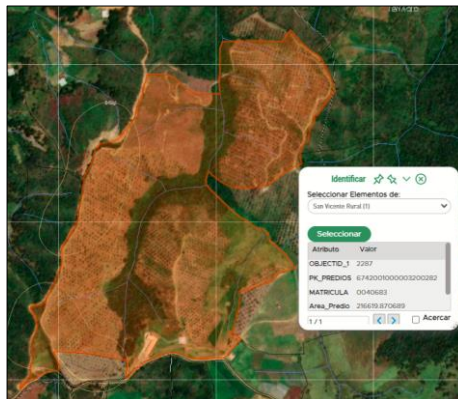 Identificar
Seleccionar Elementos de:
San Vicente Rural (1)
Seleccionar
Atributo Valor
OBJECTID_1 2287
PK_PREDIOS 6742001000003200282
MATRICULA 0040683
Area_Predio 216619.870689
1/1 Acercar